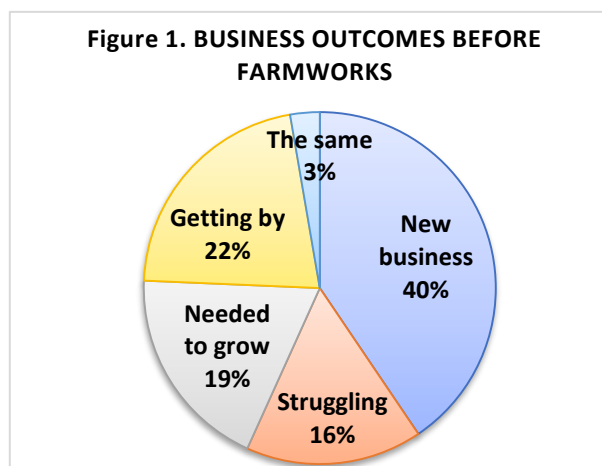 Figure 1. BUSINESS OUTCOMES BEFORE
FARMWORKS
The same
3%
New
business
40%
Getting by
22%
Needed
to grow
19%
Struggling
16%